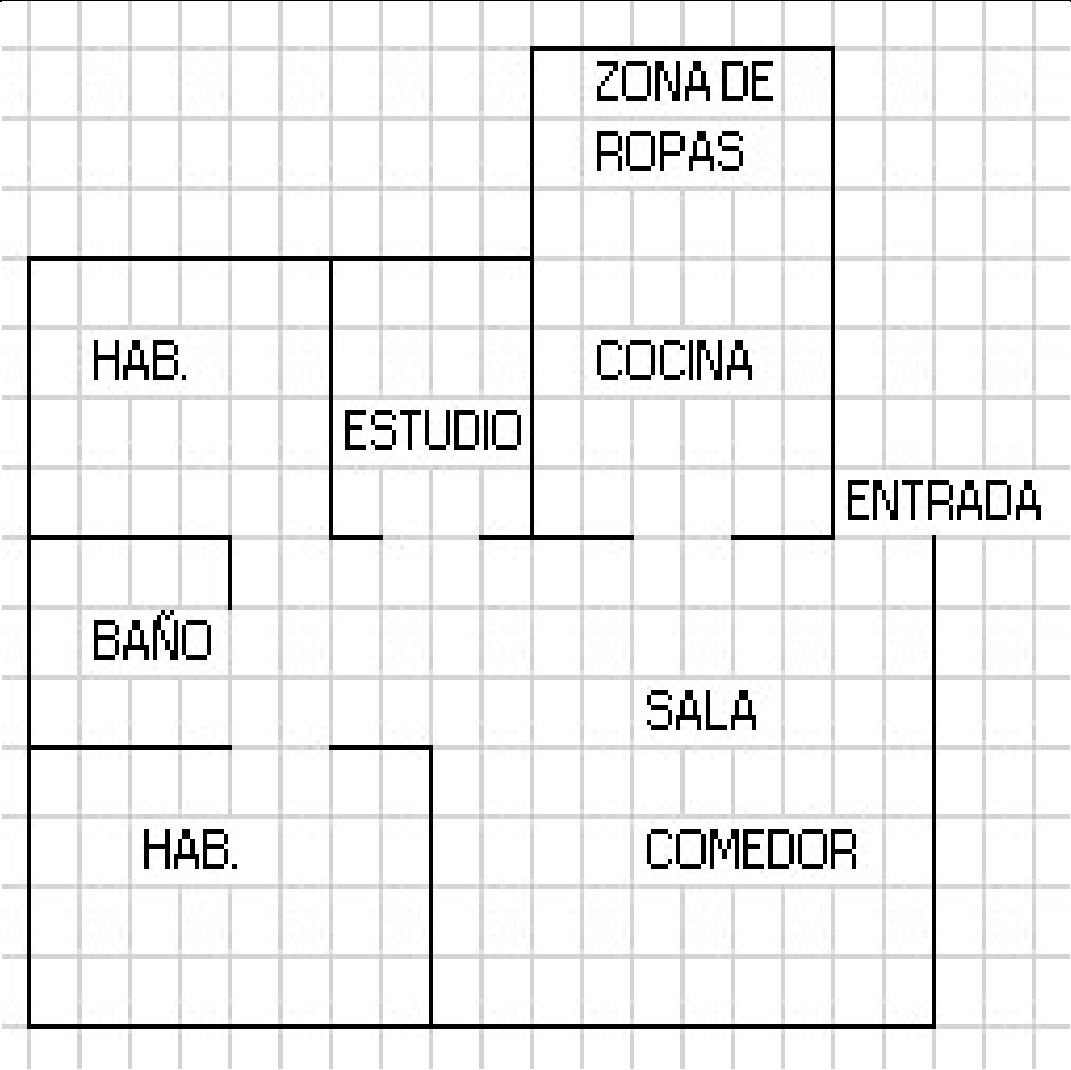 ZONA DE
ROPAS
HAB.
COCINA
ESTUDIO
ENTRADA
BAÑO
SALA
HAB.
COMEDOR